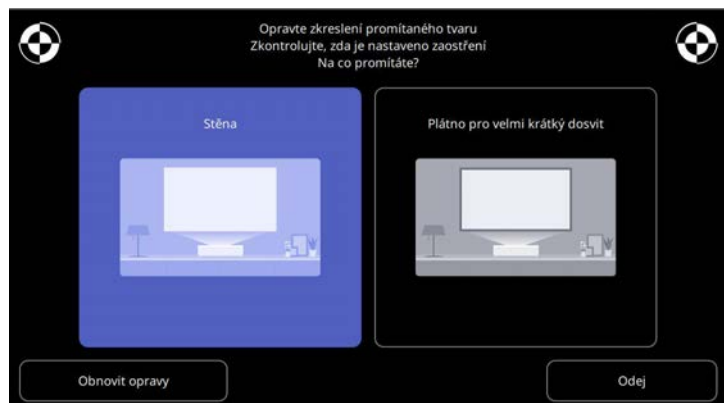 Opravte zkreslení promítaného tvaru
Zkontrolujte, zda je nastaveno zaostření
Na co promítáte?
Stěna
Plátno pro velmi krátký dosvit
Obnovit opravy
Odej